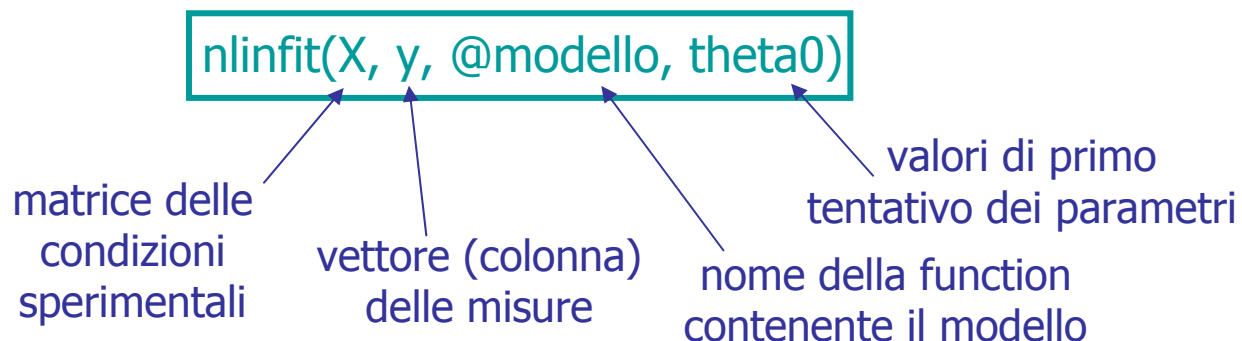 nlinfit(X, y, @modello, theta0)
matrice delle
condizioni
sperimentali
vettore (colonna)
delle misure
nome della function
contenente il modello
valori di primo
tentativo dei parametri